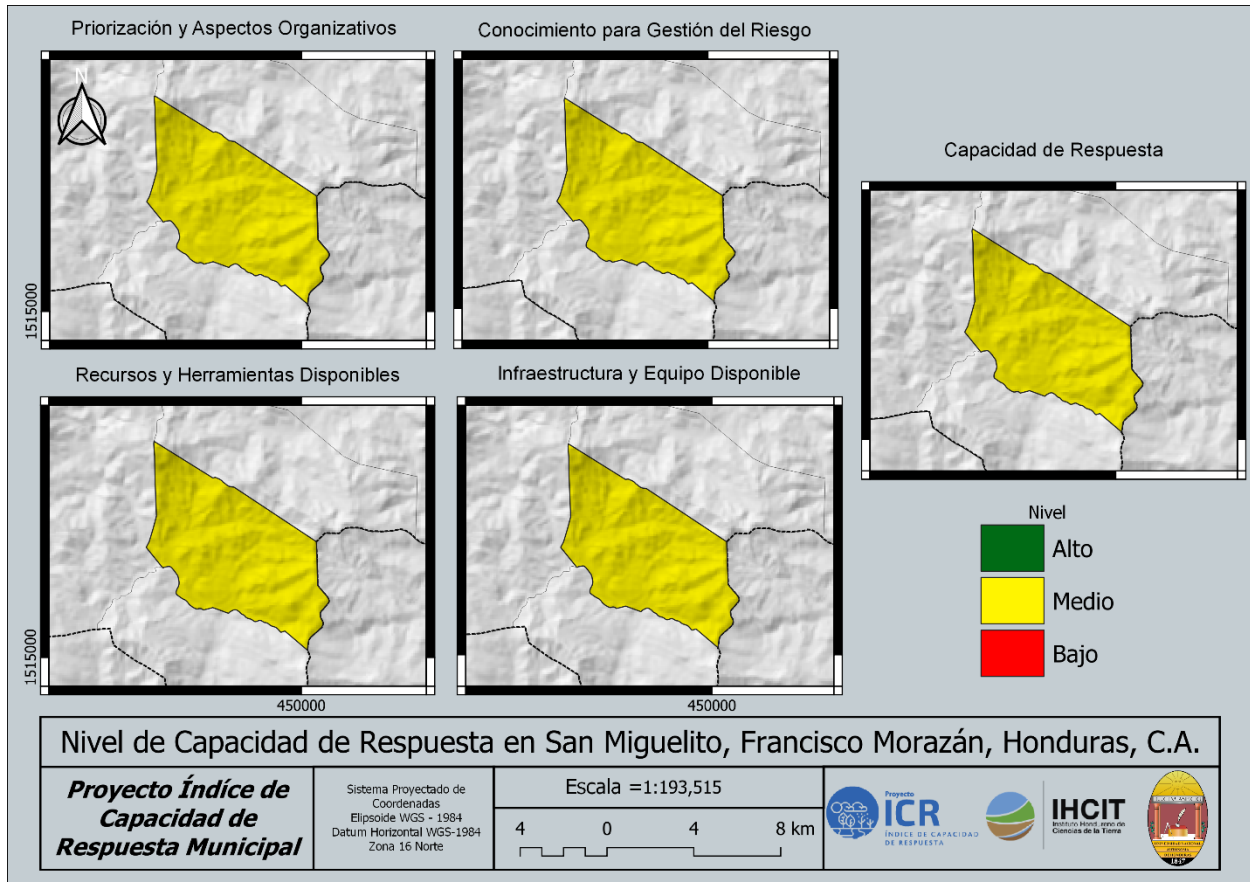 Priorización y Aspectos Organizativos
Conocimiento para Gestión del Riesgo
Capacidad de Respuesta
N
1515000
Recursos y Herramientas Disponibles
Infraestructura y Equipo Disponible
1515000
450000
450000
Nivel
Alto
Medio
Bajo
Nivel de Capacidad de Respuesta en San Miguelito, Francisco Morazán, Honduras, C.A.
Proyecto Índíce de
Capacidad de
Respuesta Municipal
Sistema Proyectado de
Coordenadas
Elipsoide WGS - 1984
Datum Horizontal WGS-1984
Zona 16 Norte
Escala =1:193,515
4 0 4 8 km
Proyecto
ICR
ÍNDICE DE CAPACIDAD
DE RESPUESTA
IHCIT
Instituto Hondureño de
Ciencias de la Tierra
1847